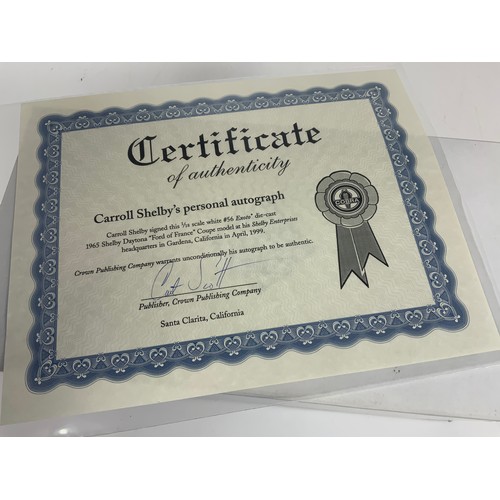 Certificate
of authenticity
Carroll Shelby's personal autograph
Carroll Shelby signed this 1/18 scale white #56 Exoto die-cast
1965 Shelby Daytona "Ford of France" Coupe model at his Shelby Enterprises
headquarters in Gardena, California in April, 1999.
Crown Publishing Company warrants unconditionally his autograph to be authentic.
Publisher, Crown Publishing Company
Santa Clarita, California
COBRA